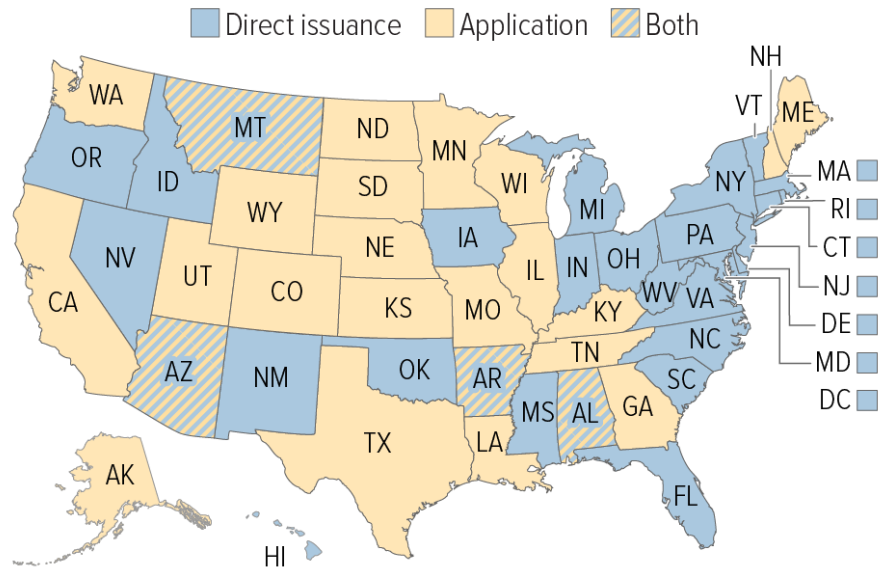 Direct issuance Application Both
NH
WA
VT
ME
MT
ND
MN
OR
MA
ID
SD
WI
NY
WY
MI
RI
IA
PA
NE
CT
NV
OH
IL
IN
UT
NJ
CO
WV
VA
CA
KS
MO
KY
DE
NC
TN
MD
AZ
OK
AR
NM
SC
DC
MS
AL
GA
TX
LA
AK
FL
HI